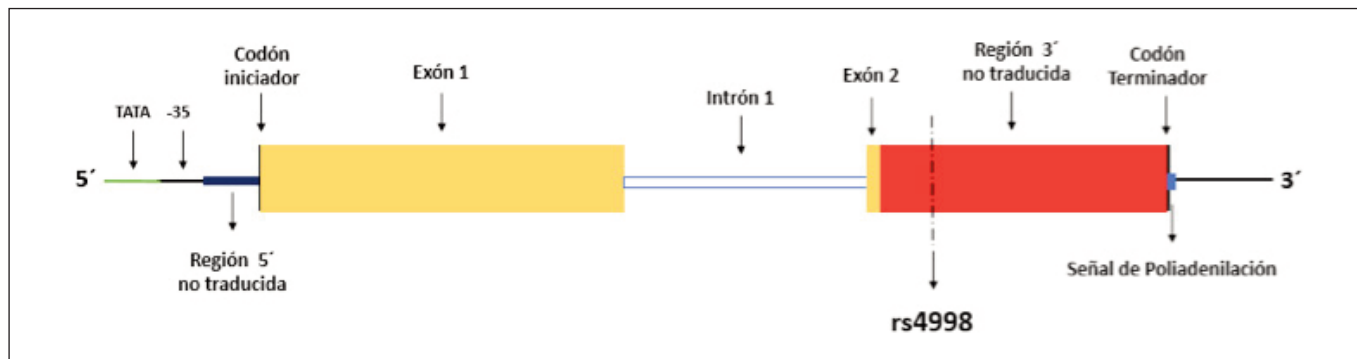 Codón
iniciador
Exón 1
Intrón 1
Exón 2
Región 3´
no traducida
Codón
Terminador
TATA -35
5´
3´
Región 5´
no traducida
Señal de Poliadenilación
rs4998